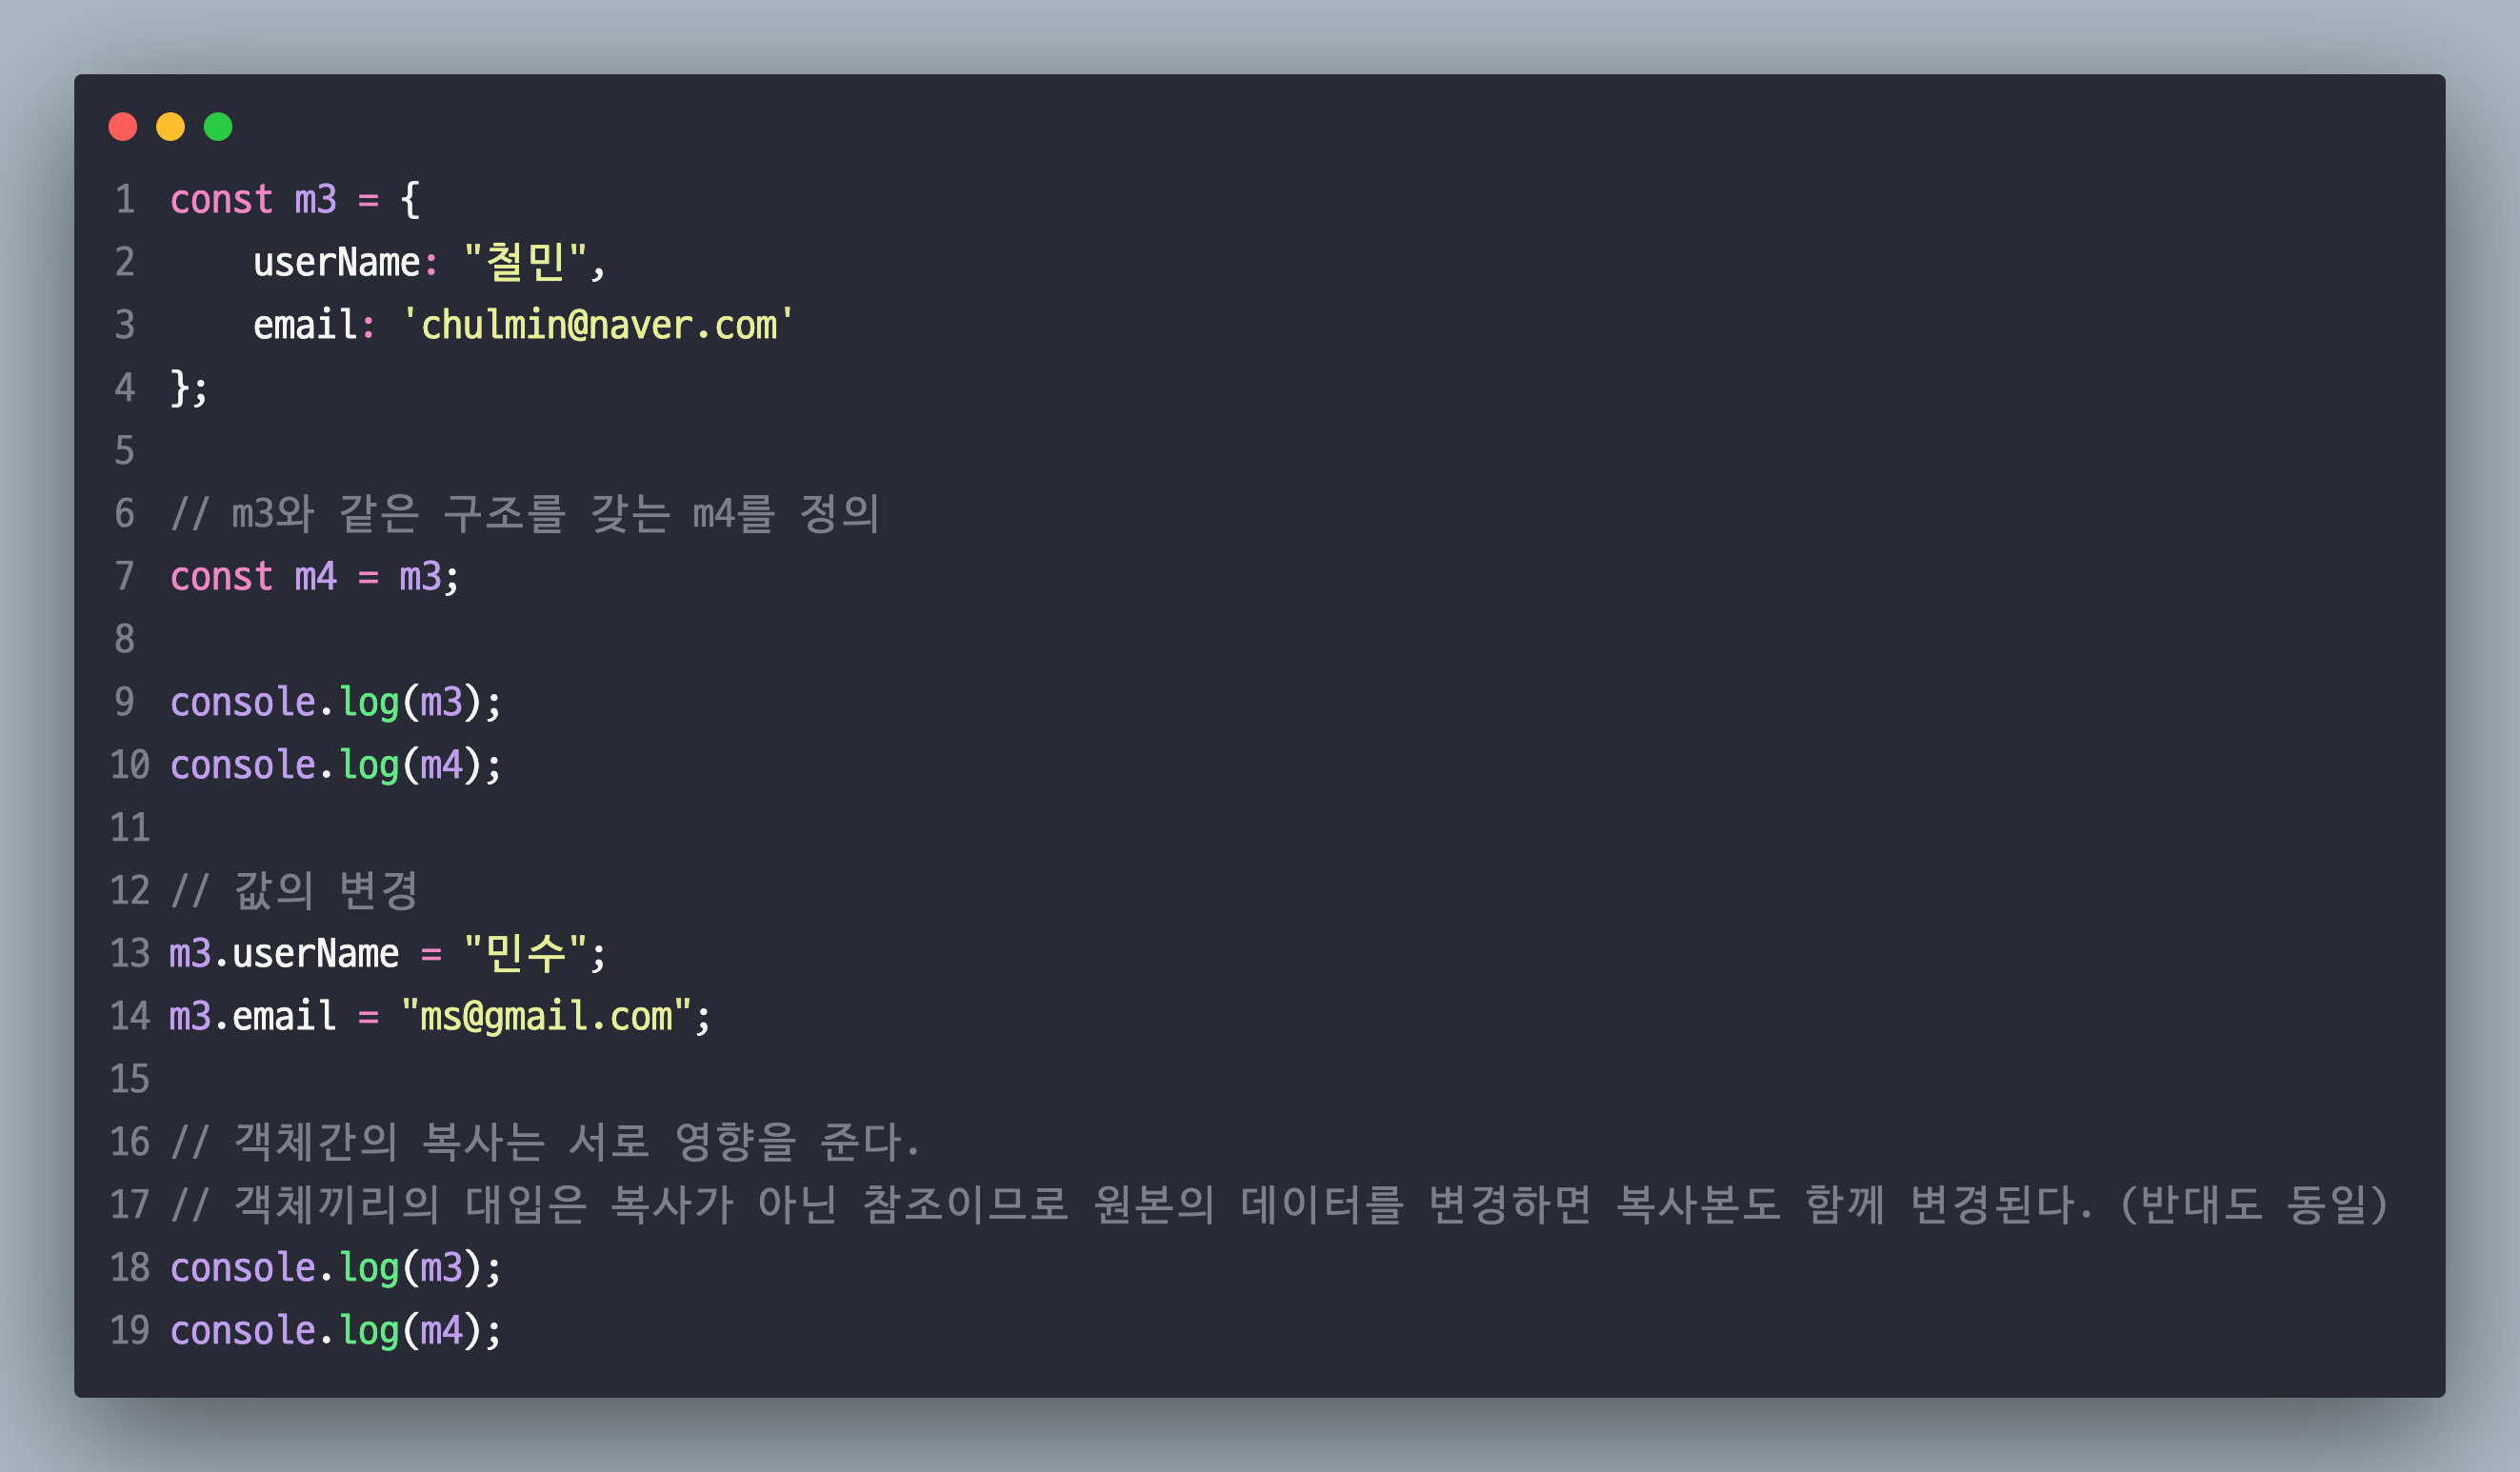 1 const m3 = {
2     userName: "철민",
3     email: 'chulmin@naver.com'
4 };
5
6 // m3와 같은 구조를 갖는 m4를 정의
7 const m4 = m3;
8
9 console.log(m3);
10 console.log(m4);
11
12 // 값의 변경
13 m3.userName = "민수";
14 m3.email = "ms@gmail.com";
15
16 // 객체간의 복사는 서로 영향을 준다.
17 // 객체끼리의 대입은 복사가 아닌 참조이므로 원본의 데이터를 변경하면 복사본도 함께 변경된다. (반대도 동일)
18 console.log(m3);
19 console.log(m4);